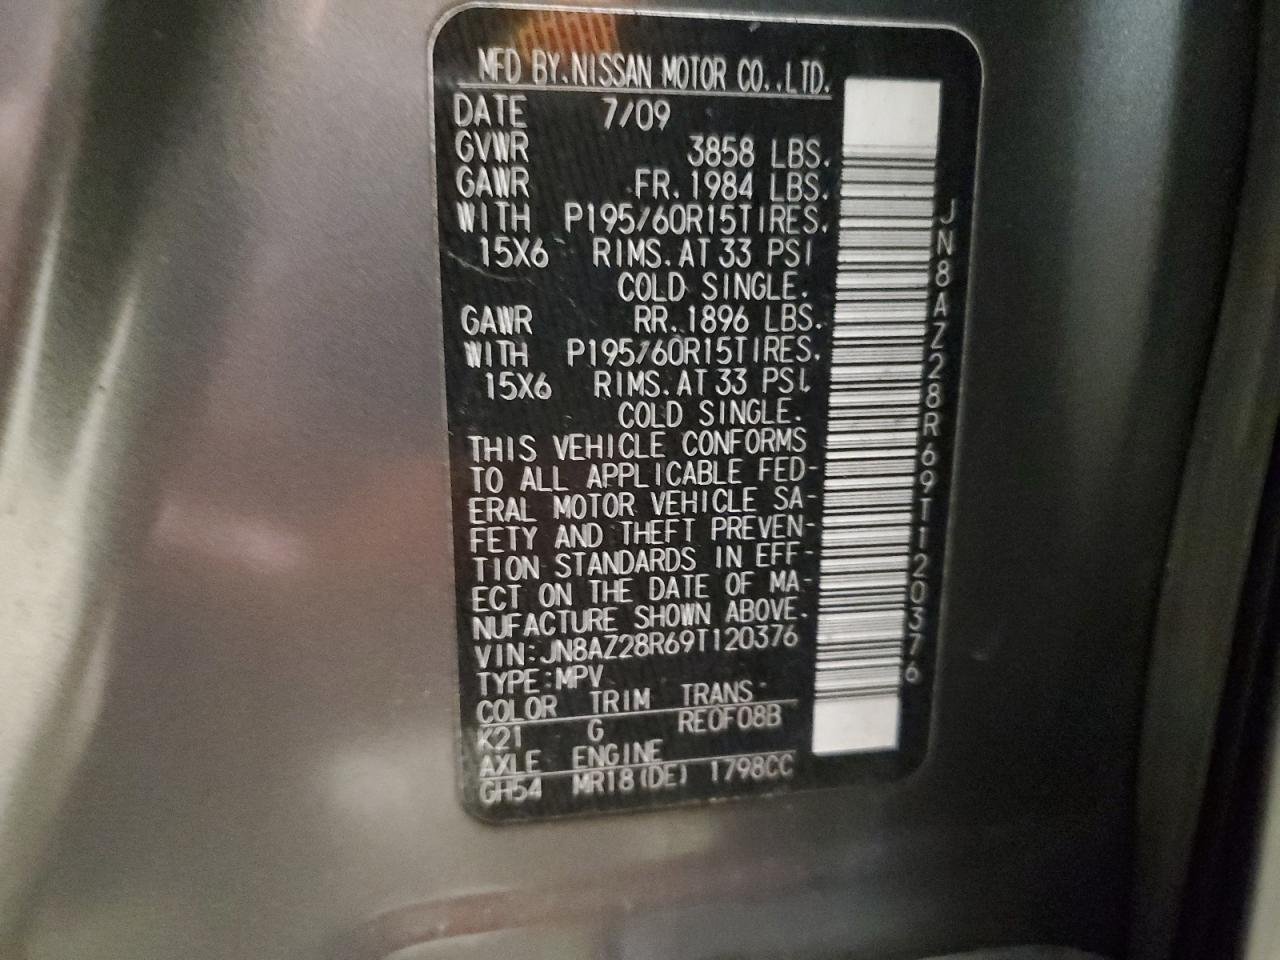 MFD BY.NISSAN MOTOR CO.,LTD.
DATE 7/09
GVWR 3858 LBS.
GAWR FR.1984 LBS.
WITH P195/60R15TIRES.
15X6 RIMS.AT 33 PSI
COLD SINGLE.
GAWR RR.1896 LBS.
WITH P195/60R15TIRES.
15X6 RIMS.AT 33 PSI
COLD SINGLE.
THIS VEHICLE CONFORMS
TO ALL APPLICABLE FED-
ERAL MOTOR VEHICLE SA-
FETY AND THEFT PREVEN-
TION STANDARDS IN EFF-
ECT ON THE DATE OF MA-
NUFACTURE SHOWN ABOVE.
VIN:JN8AZ28R69T120376
TYPE:MPV
COLOR TRIM TRANS
K21 G RE0F08B
AXLE ENGINE
GH54 MR18(DE) 1798CC
JN8AZ28R69T120376